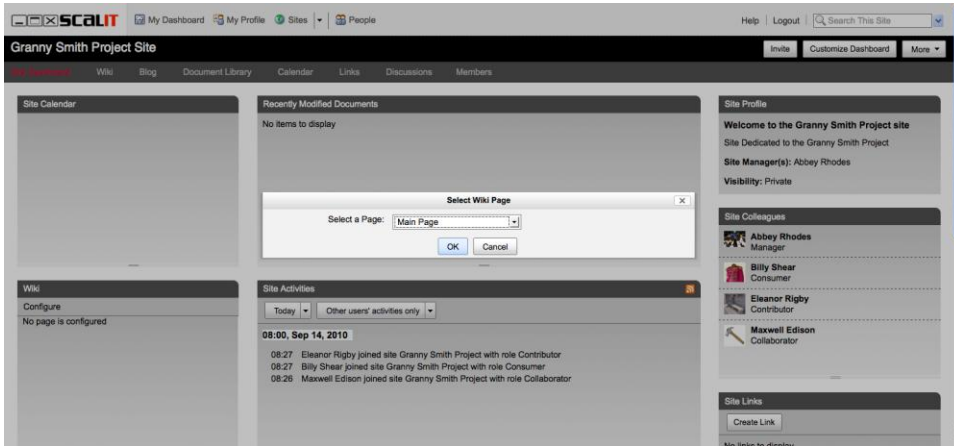 SCALIT My Dashboard My Profile Sites People Help Logout Search This Site
Granny Smith Project Site Invite Customize Dashboard More
Wiki Blog Document Library Calendar Links Discussions Members
Site Calendar
Recently Modified Documents
No items to display
Site Profile
Welcome to the Granny Smith Project site
Site Dedicated to the Granny Smith Project
Site Manager(s): Abbey Rhodes
Visibility: Private
Select Wiki Page
Select a Page: Main Page
OK Cancel
Site Colleagues
Abbey Rhodes
Manager
Billy Shear
Consumer
Eleanor Rigby
Contributor
Maxwell Edison
Collaborator
Wiki
Configure
No page is configured
Site Activities
Today Other users' activities only
08:00, Sep 14, 2010
08:27 Eleanor Rigby joined site Granny Smith Project with role Contributor
08:27 Billy Shear joined site Granny Smith Project with role Consumer
08:26 Maxwell Edison joined site Granny Smith Project with role Collaborator
Site Links
Create Link
No links to display